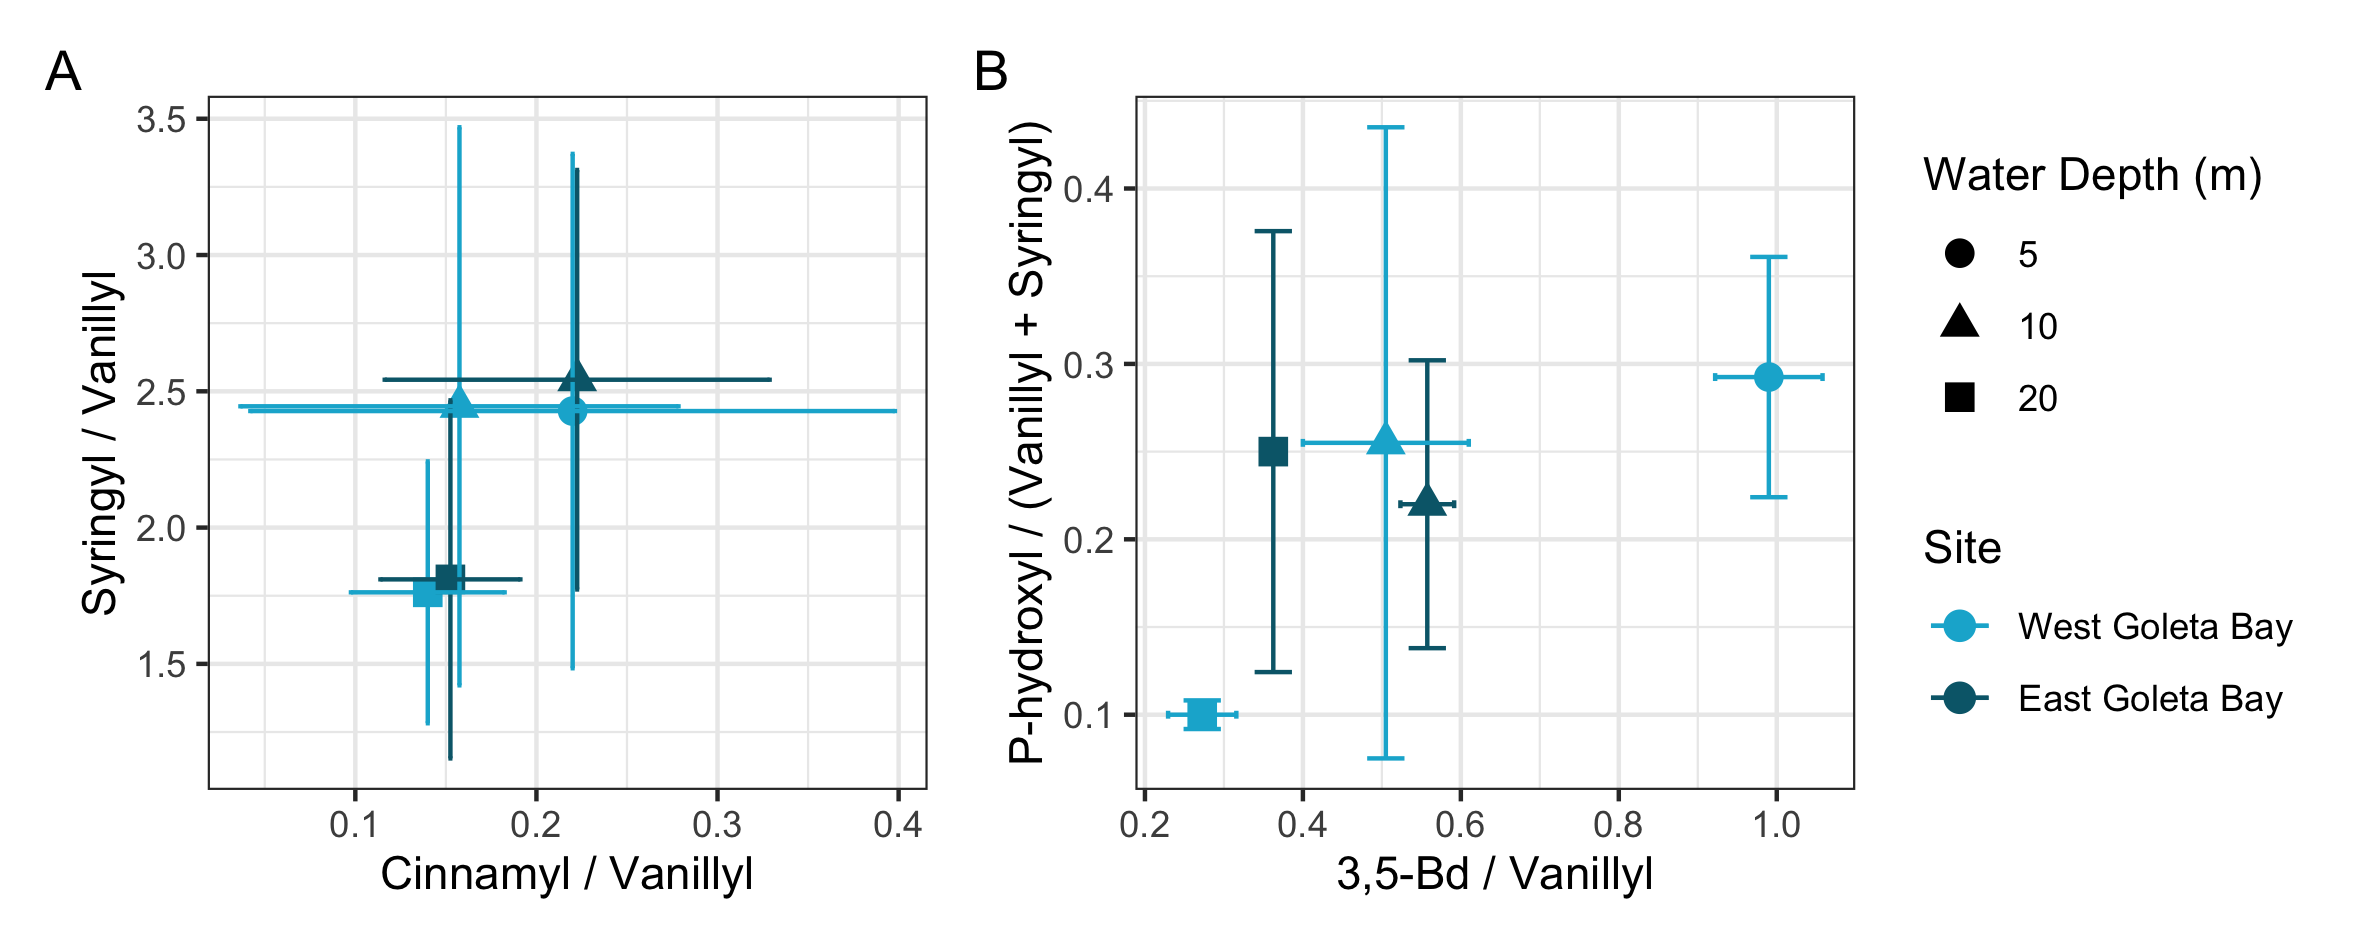 A
3.5
3.0
2.5
2.0
1.5
Syringyl / Vanillyl
0.1 0.2 0.3 0.4
Cinnamyl / Vanillyl
B
0.4
0.3
0.2
0.1
P-hydroxyl / (Vanillyl + Syringyl)
0.2 0.4 0.6 0.8 1.0
3,5-Bd / Vanillyl
Water Depth (m)
5
10
20
Site
West Goleta Bay
East Goleta Bay